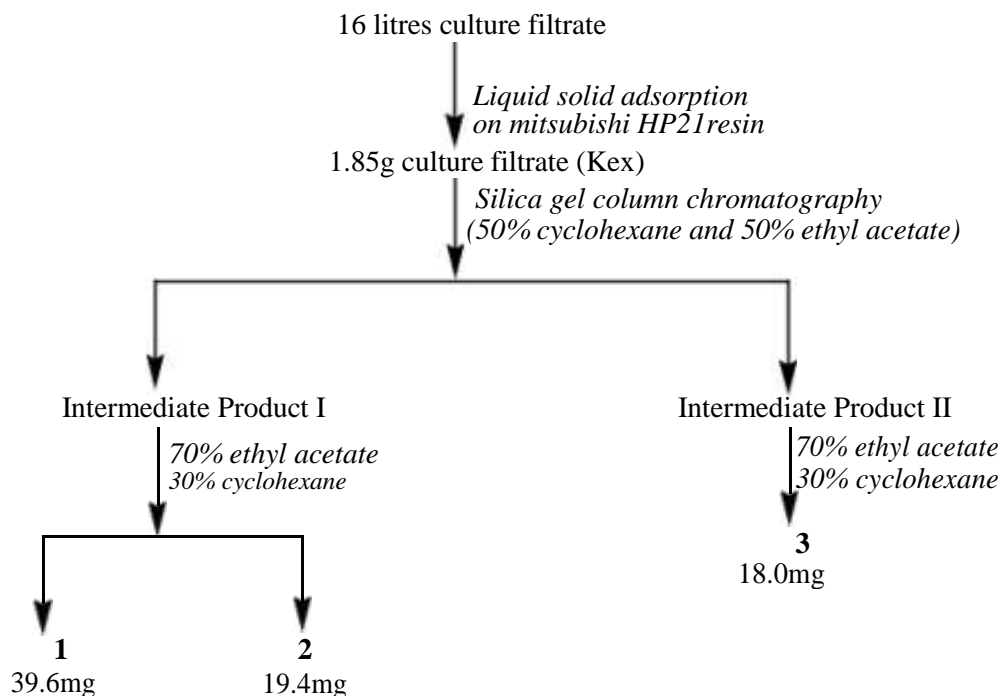 16 litres culture filtrate
Liquid solid adsorption
on mitsubishi HP21resin
1.85g culture filtrate (Kex)
Silica gel column chromatography
(50% cyclohexane and 50% ethyl acetate)
Intermediate Product I
70% ethyl acetate
30% cyclohexane
1
39.6mg
2
19.4mg
Intermediate Product II
70% ethyl acetate
30% cyclohexane
3
18.0mg